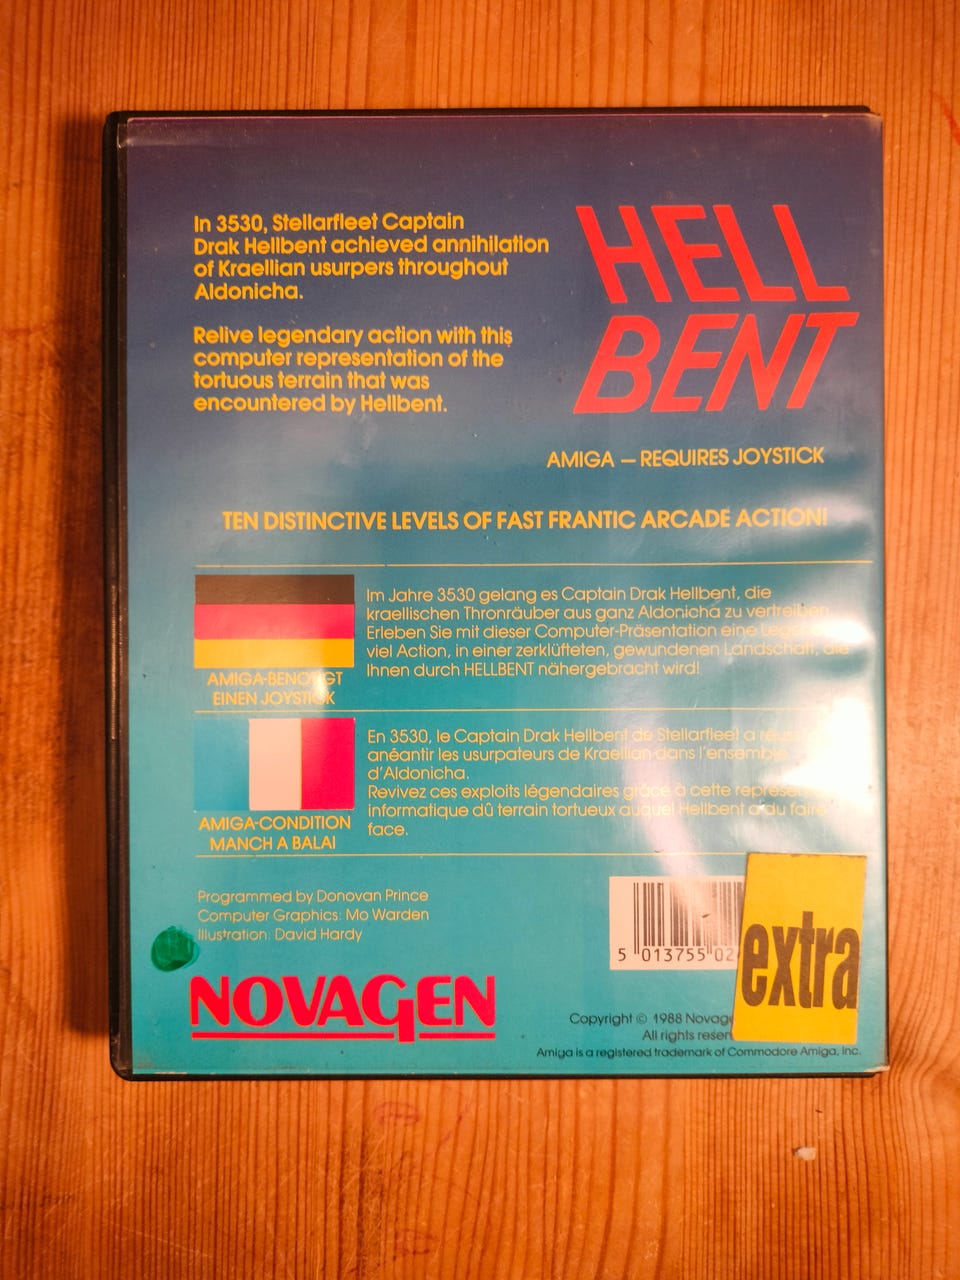 In 3530, Stellarfleet Captain
Drak Hellbent achieved annihilation
of Kraellian usurpers throughout
Aldonicha.
Relive legendary action with this
computer representation of the
tortuous terrain that was
encountered by Hellbent.
HELL
BENT
AMIGA — REQUIRES JOYSTICK
TEN DISTINCTIVE LEVELS OF FAST FRANTIC ARCADE ACTION!
Im Jahre 3530 gelang es Captain Drak Hellbent, die
kraellischen Thronräuber aus ganz Aldonicha zu vertreiben.
Erleben Sie mit dieser Computer-Präsentation eine
viel Action, in einer zerklüfteten, gewundenen Landschaft, die
Ihnen durch HELLBENT nähergebracht wird!
AMIGA-BENÖTIGT
EINEN JOYSTICK
En 3530, le Captain Drak Hellbent de Stellarfleet a
anéantir les usurpateurs de Kraellian dans l'ensemble
d'Aldonicha.
Revivez ces exploits légendaires grâce à cette
informatique dû terrain tortueux auquel Hellbent a du faire
face.
AMIGA-CONDITION
MANCH A BALAI
Programmed by Donovan Prince
Computer Graphics: Mo Warden
Illustration: David Hardy
NOVAGEN
5 013755 02
extra
Copyright © 1988
All rights
Amiga is a registered trademark of Commodore Amiga, Inc.